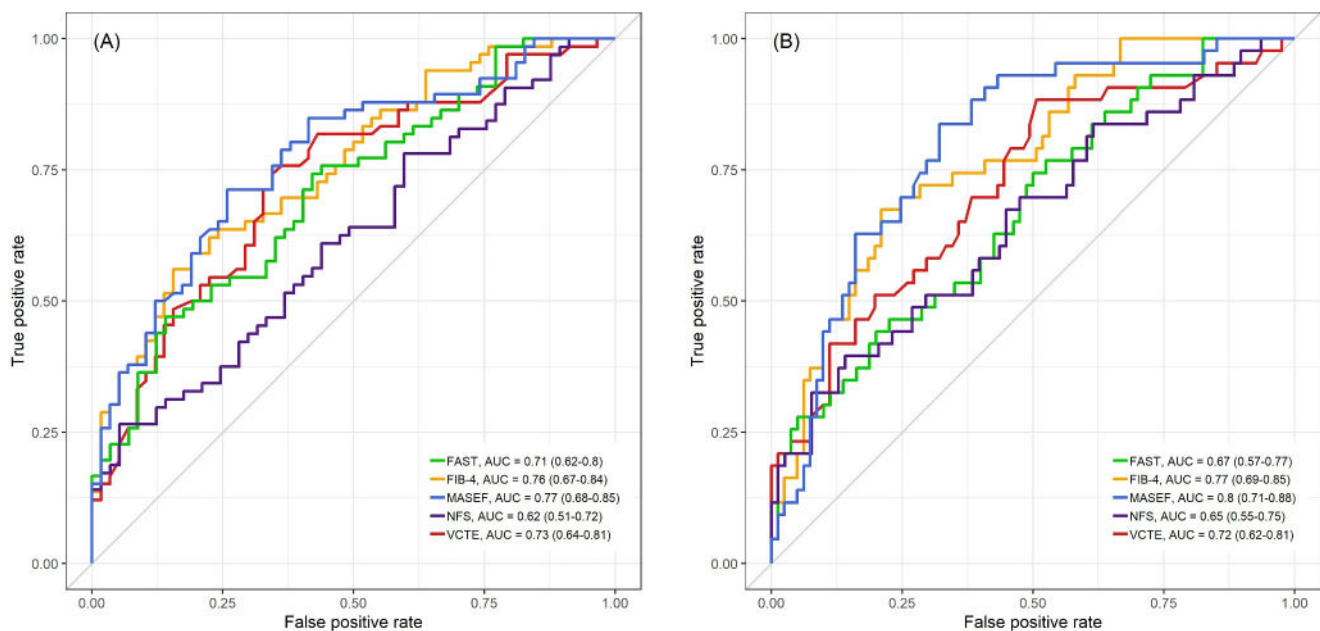 (A)
1.00
0.75
0.50
0.25
0.00
True positive rate
FAST, AUC = 0.71 (0.62-0.8)
FIB-4, AUC = 0.76 (0.67-0.84)
MASEF, AUC = 0.77 (0.68-0.85)
NFS, AUC = 0.62 (0.51-0.72)
VCTE, AUC = 0.73 (0.64-0.81)
0.00 0.25 0.50 0.75 1.00
False positive rate
(B)
1.00
0.75
0.50
0.25
0.00
True positive rate
FAST, AUC = 0.67 (0.57-0.77)
FIB-4, AUC = 0.77 (0.69-0.85)
MASEF, AUC = 0.8 (0.71-0.88)
NFS, AUC = 0.65 (0.55-0.75)
VCTE, AUC = 0.72 (0.62-0.81)
0.00 0.25 0.50 0.75 1.00
False positive rate